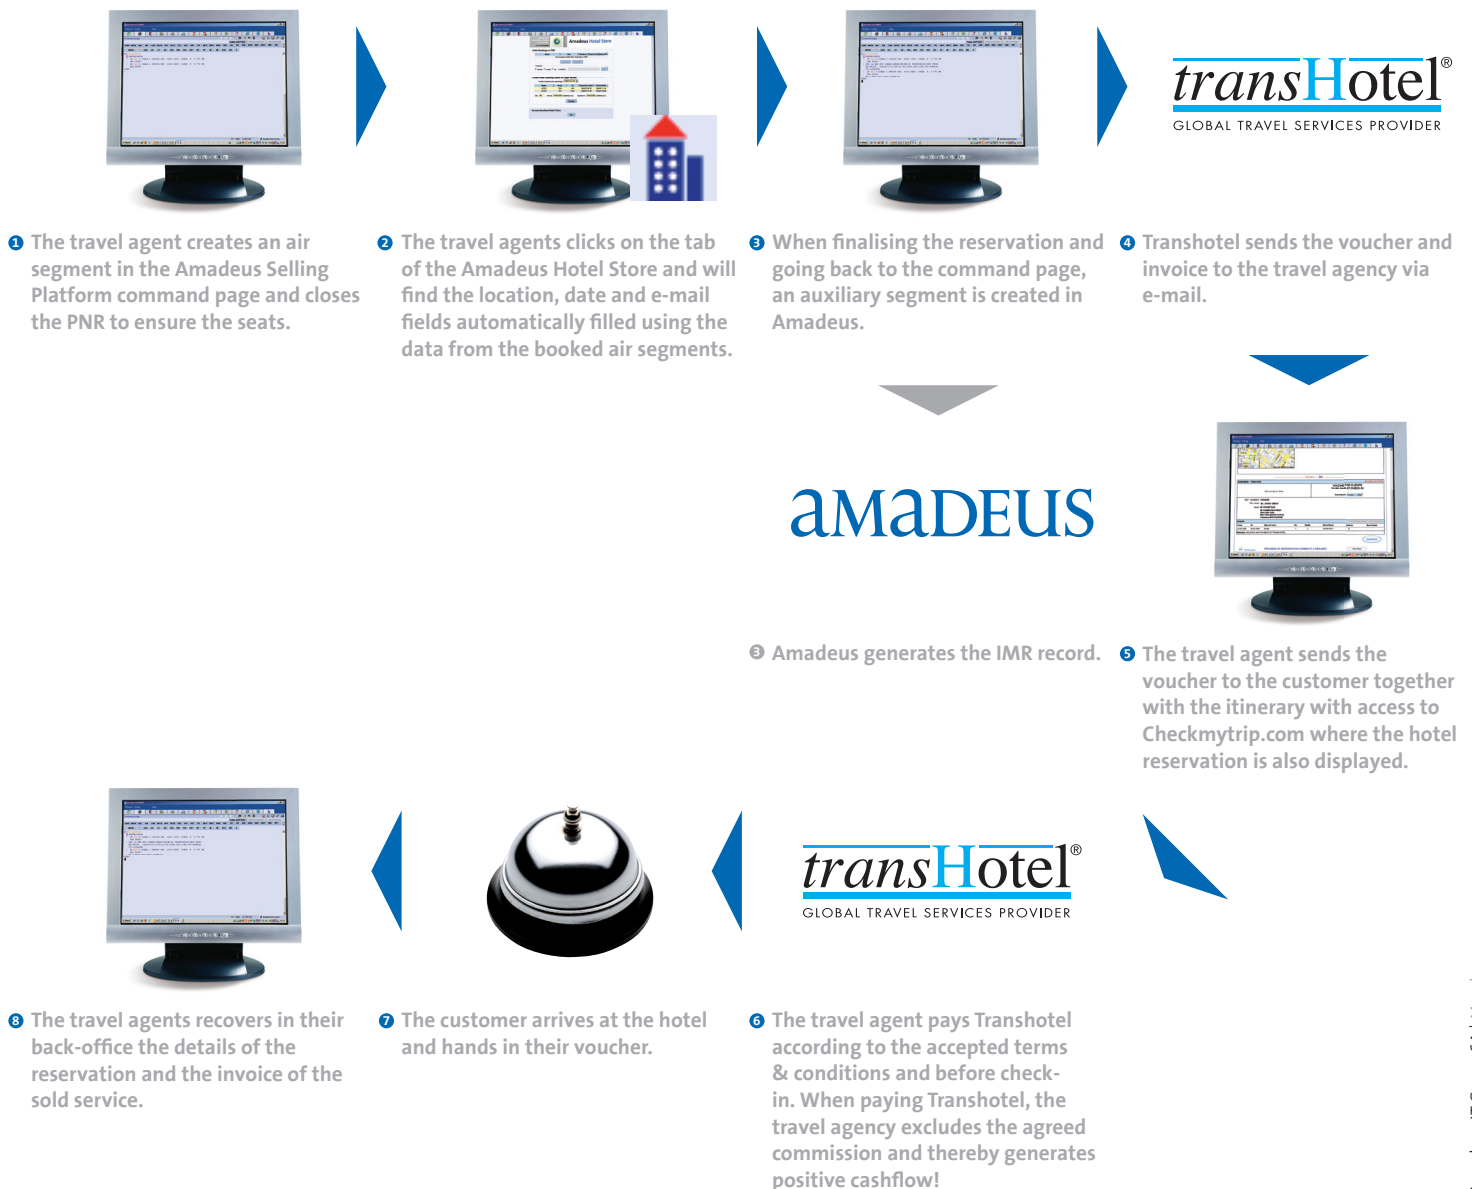 Amadeus Hotel Store
transHotel®
GLOBAL TRAVEL SERVICES PROVIDER
1 The travel agent creates an air
segment in the Amadeus Selling
Platform command page and closes
the PNR to ensure the seats.
2 The travel agents clicks on the tab
of the Amadeus Hotel Store and will
find the location, date and e-mail
fields automatically filled using the
data from the booked air segments.
3 When finalising the reservation and
going back to the command page,
an auxiliary segment is created in
Amadeus.
4 Transhotel sends the voucher and
invoice to the travel agency via
e-mail.
aMaDEUS
3 Amadeus generates the IMR record.
5 The travel agent sends the
voucher to the customer together
with the itinerary with access to
Checkmytrip.com where the hotel
reservation is also displayed.
transHotel®
GLOBAL TRAVEL SERVICES PROVIDER
8 The travel agents recovers in their
back-office the details of the
reservation and the invoice of the
sold service.
7 The customer arrives at the hotel
and hands in their voucher.
6 The travel agent pays Transhotel
according to the accepted terms
& conditions and before check-
in. When paying Transhotel, the
travel agency excludes the agreed
commission and thereby generates
positive cashflow!